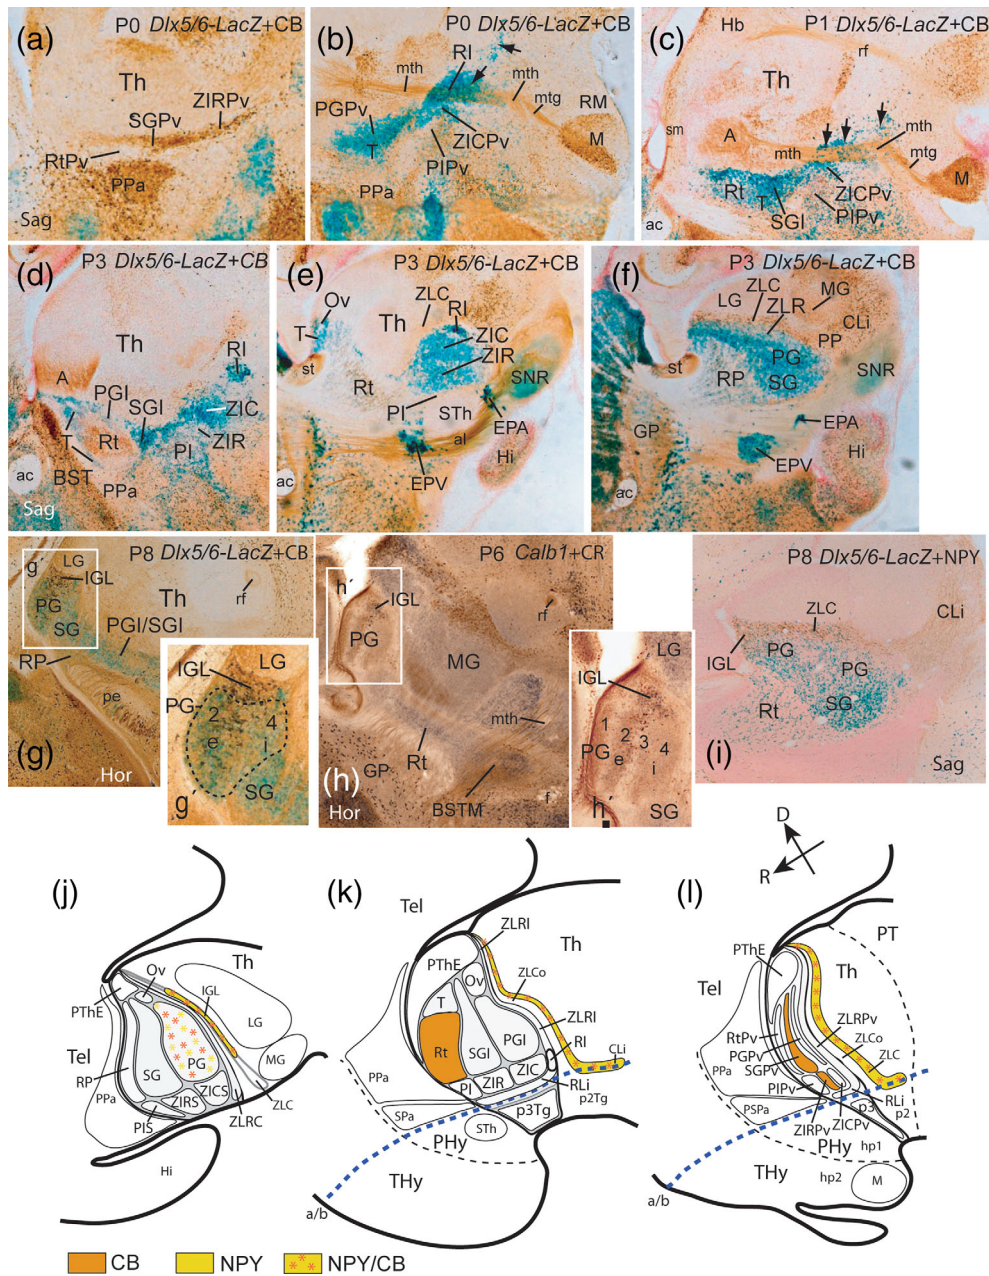 (a)
P0 Dlx5/6-LacZ+CB
Th
ZIRPv
SGPv
RtPv
PPa
Sag
(b)
P0 Dlx5/6-LacZ+CB
RI
mth
mth
mtg
RM
PGPv
M
T
ZICPv
PIPv
PPa
(c)
P1 Dlx5/6-LacZ+CB
Hb
rf
Th
sm
A
mth
mth
mtg
M
Rt
T
ZICPv
SGI
PIPv
ac
(d)
P3 Dlx5/6-LacZ+CB
Th
RI
A
PGI
SGI
ZIC
T
Rt
PI
ZIR
BST
ac
PPa
Sag
(e)
P3 Dlx5/6-LacZ+CB
Ov
ZLC
Th
RI
T
ZIC
st
ZIR
Rt
SNR
PI
STh
EPA
al
ac
Hi
EPV
(f)
P3 Dlx5/6-LacZ+CB
ZLC
LG
MG
ZLR
CLi
PP
PG
st
RP
SG
SNR
GP
EPA
Hi
EPV
ac
(g)
P8 Dlx5/6-LacZ+CB
g´
LG
IGL
Th
rf
PG
SG
PGI/SGI
RP
pe
Hor
IGL
LG
PG
2
4
e
i
SG
g´
(h)
P6 Calb1+CR
h´
IGL
rf
PG
MG
mth
Rt
GP
BSTM
f
Hor
LG
IGL
1
2
3
4
PG
e
i
h´
SG
(i)
P8 Dlx5/6-LacZ+NPY
ZLC
CLi
IGL
PG
PG
SG
Rt
Sag
(j)
Th
Ov
IGL
PThE
LG
Tel
MG
RP
SG
PG
PPa
ZICS
ZIRS
ZLC
PIS
ZLRC
Hi
(k)
Tel
ZLRI
Th
PThE
Ov
ZLCo
T
ZLRI
Rt
PGI
SGI
RI
CLi
PPa
ZIC
PI
ZIR
RLi
p2Tg
SPa
p3Tg
STh
PHy
THy
a/b
(l)
D
R
PT
PThE
Th
Tel
ZLRPv
RtPv
ZLCo
PGPv
PPa
SGPv
ZLC
PIPv
RLi
p3
p2
PSPa
ZICPv
ZIRPv
PHy
hp1
THy
hp2
M
a/b
CB
NPY
NPY/CB